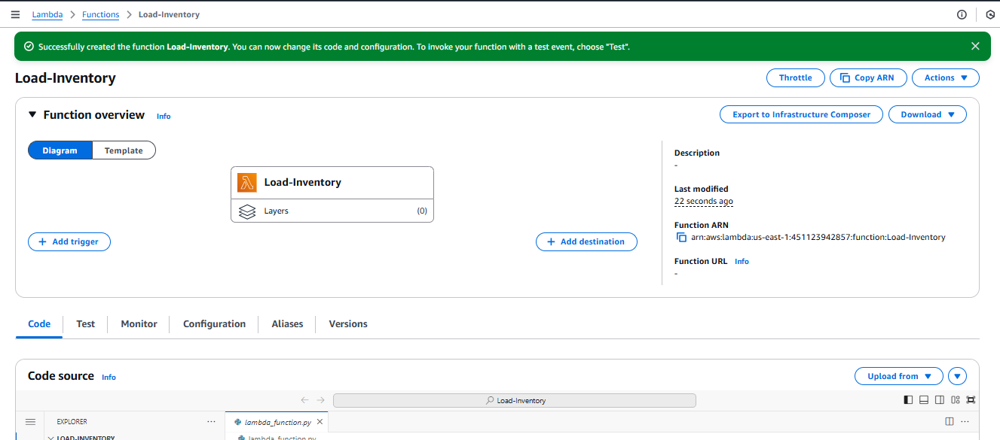 Lambda > Functions > Load-Inventory
Successfully created the function Load-Inventory. You can now change its code and configuration. To invoke your function with a test event, choose "Test".
Load-Inventory
Throttle
Copy ARN
Actions
Function overview Info
Export to Infrastructure Composer
Download
Diagram
Template
Load-Inventory
Layers (0)
Add trigger
Add destination
Description
-
Last modified
22 seconds ago
Function ARN
arn:aws:lambda:us-east-1:451123942857:function:Load-Inventory
Function URL Info
-
Code
Test
Monitor
Configuration
Aliases
Versions
Code source Info
Upload from
Load-Inventory
EXPLORER
lambda_function.py
LOAD-INVENTORY
lambda_function.py